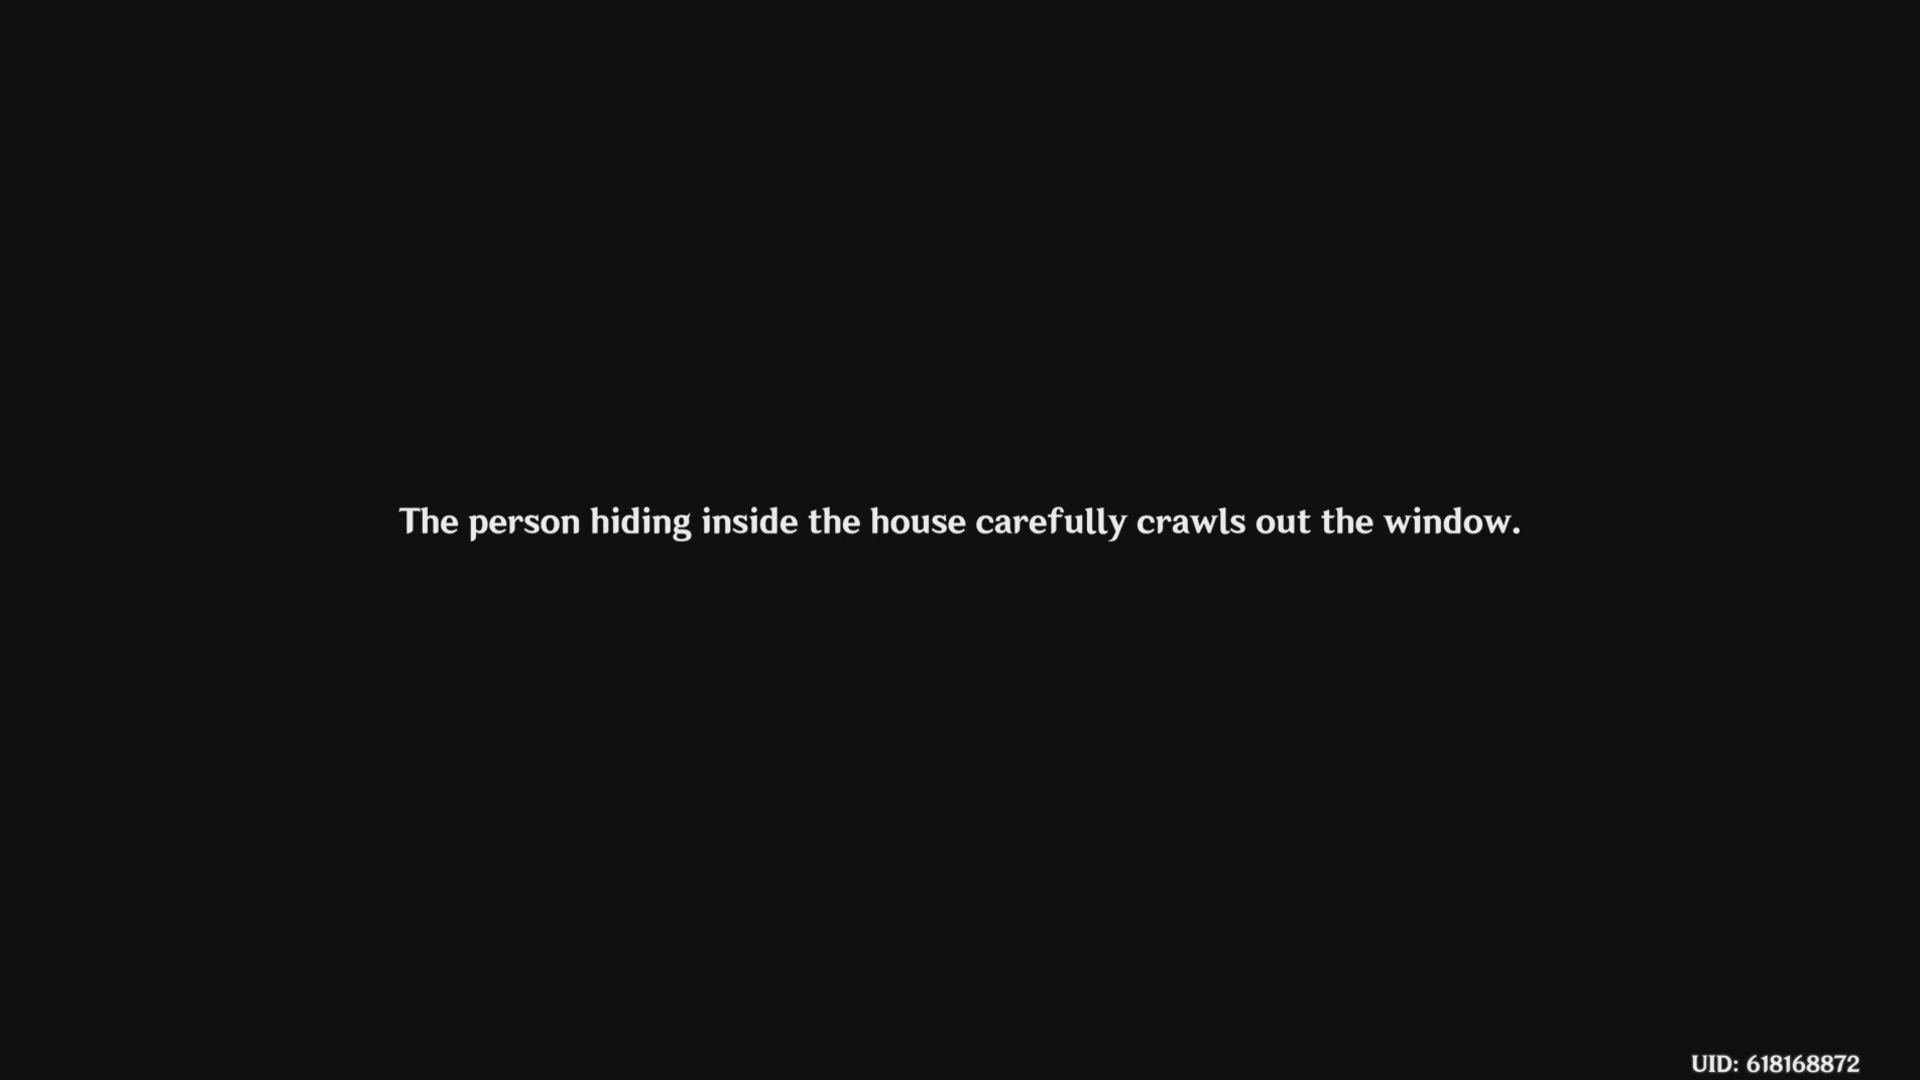 The person hiding inside the house carefully crawls out the window.
UID: 618168872